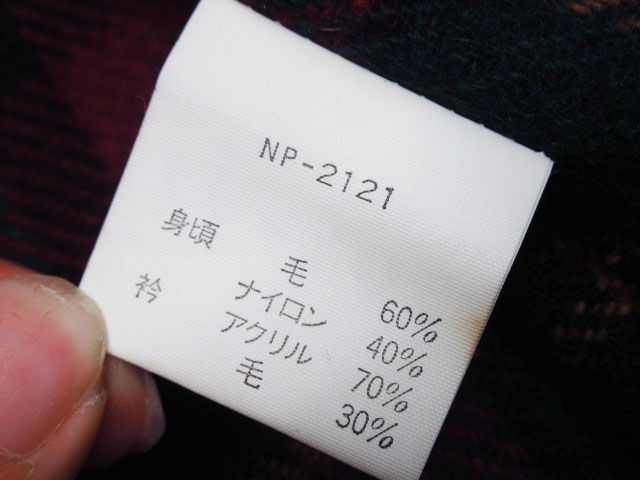 NP-2121
身頃 毛 60%
ナイロン 40%
衿 アクリル 70%
毛 30%